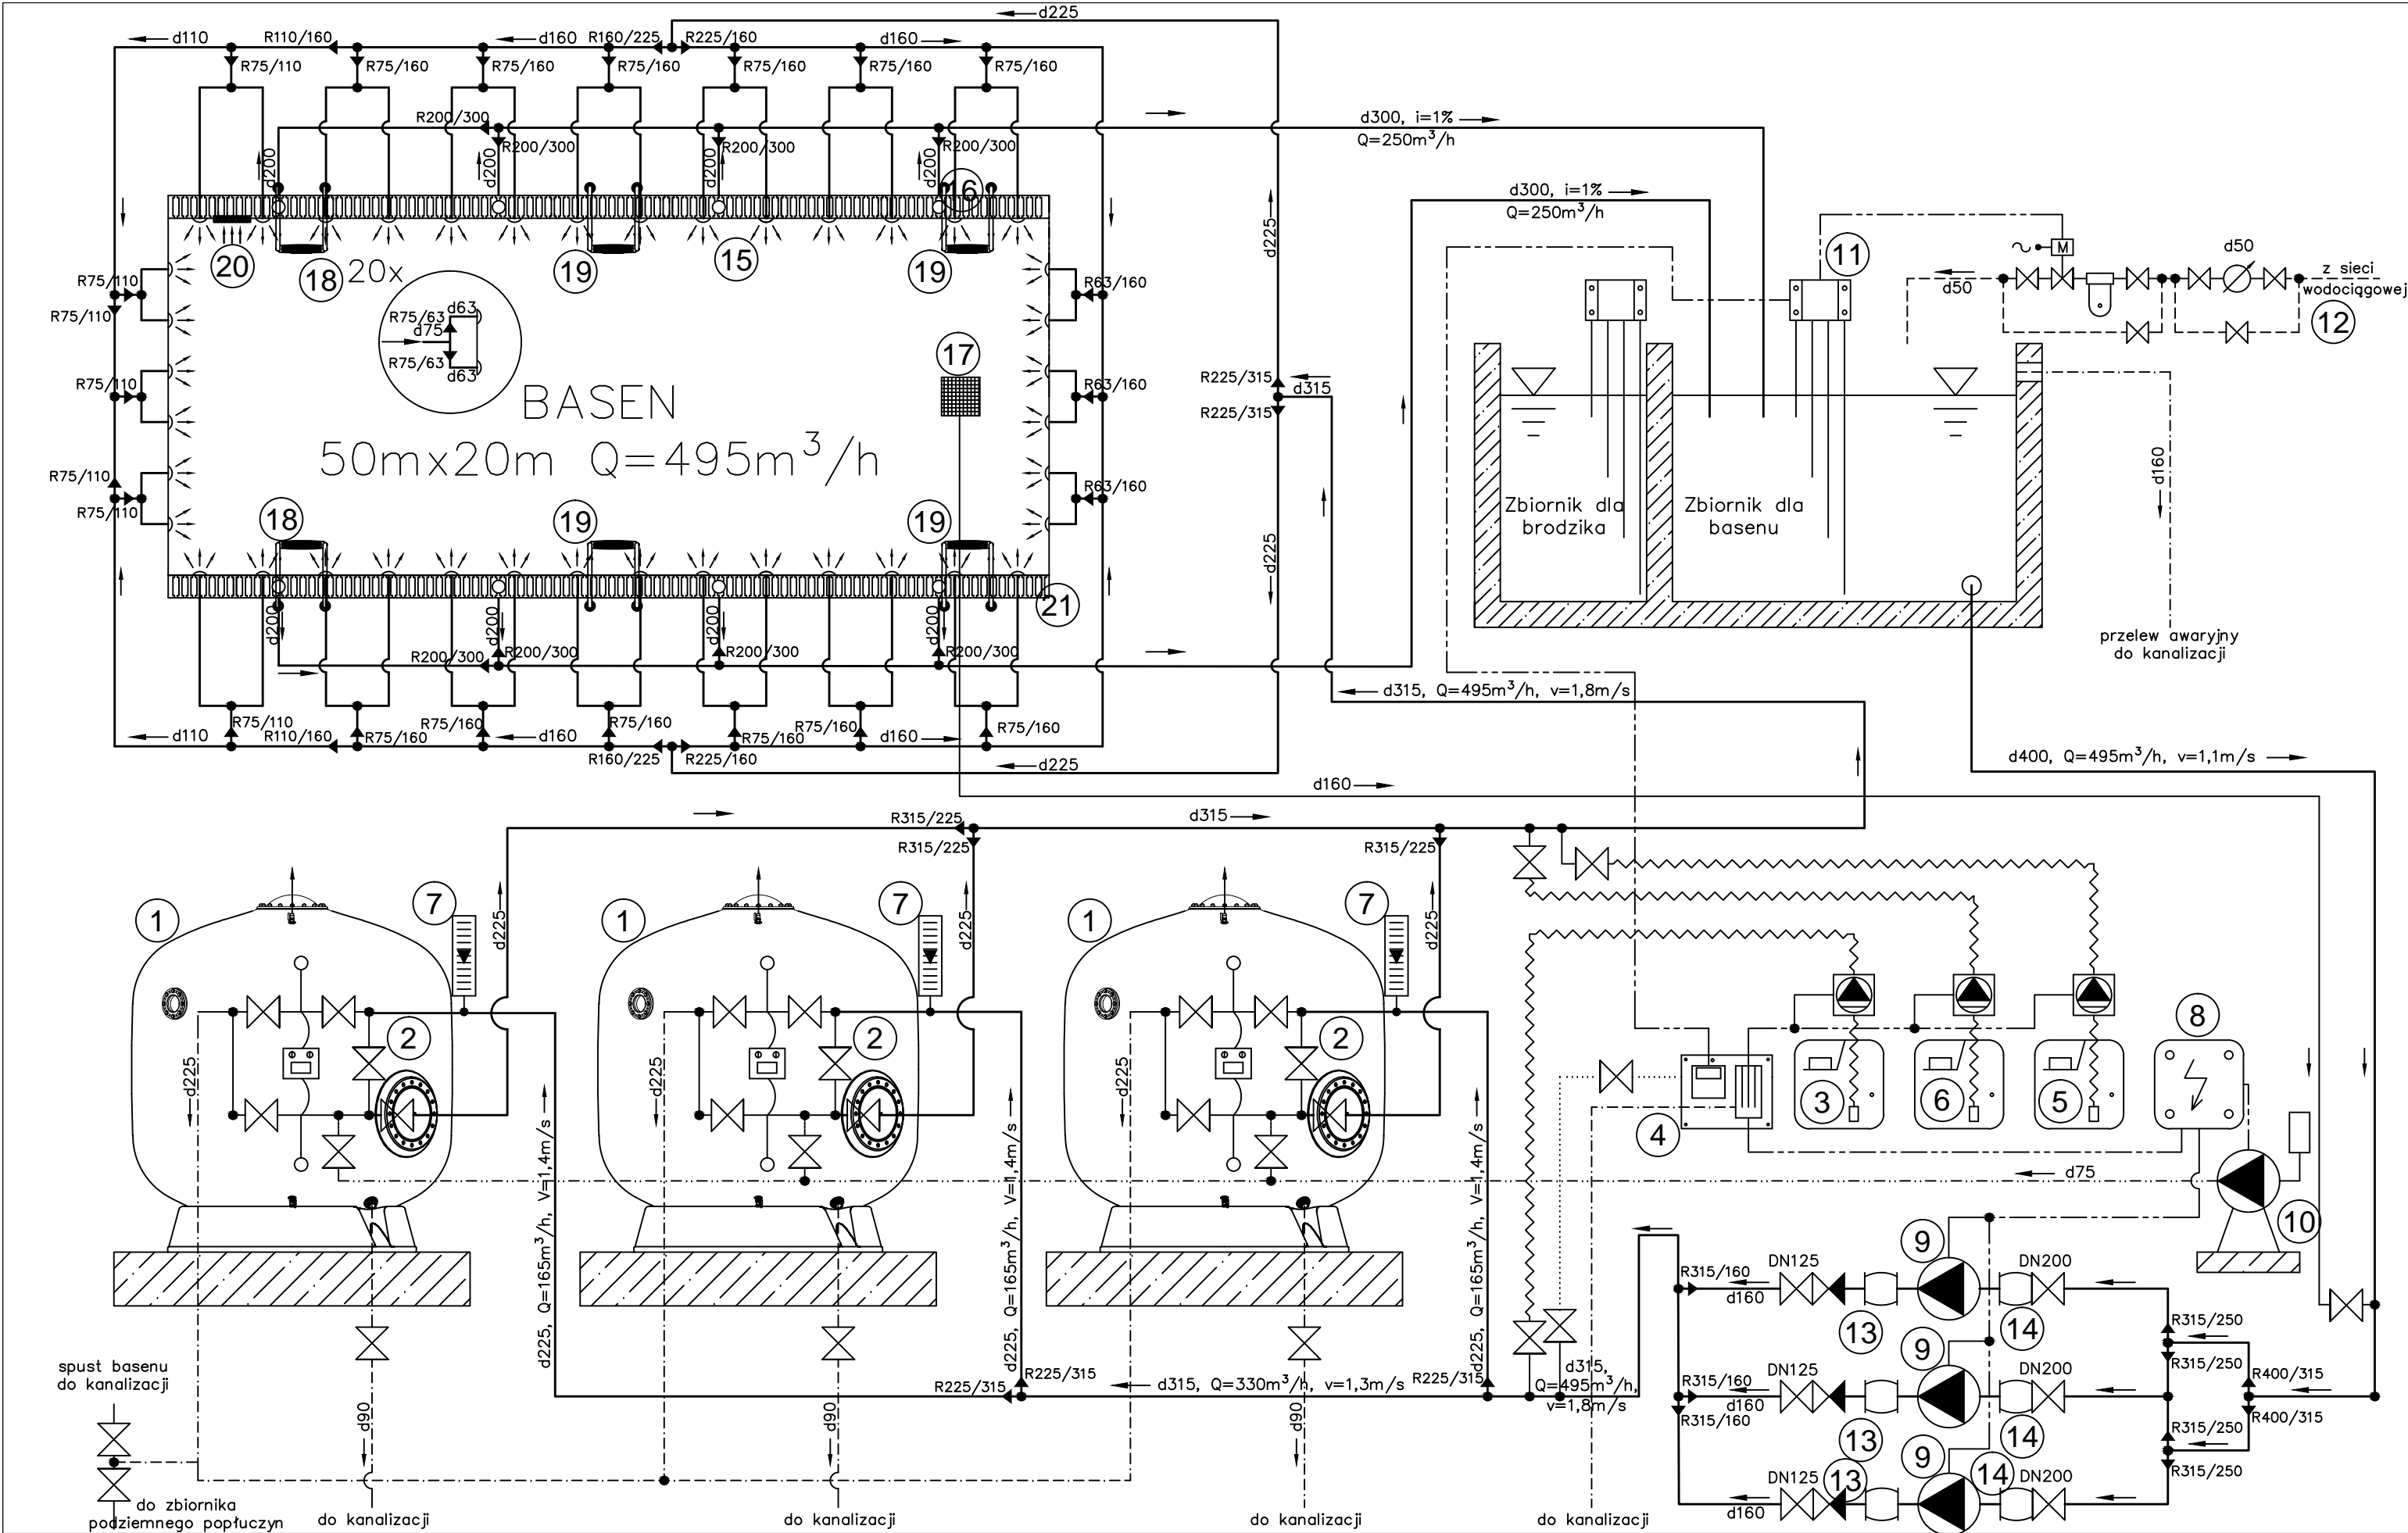 d225
d110
R110/160
d160
R160/225
R225/160
d160
R75/110
R75/160
R75/160
R75/160
R75/160
R75/160
R75/160
R200/300
R200/300
R200/300
R200/300
d300, i=1%
Q=250m³/h
d200
d200
d200
d200
16
d300, i=1%
Q=250m³/h
d225
20
18
20x
19
15
19
11
M
d50
z sieci
wodociągowej
d50
12
R75/110
R75/110
R63/160
d63
R75/63
d75
R75/63
d63
17
R75/110
R63/160
R225/315
d315
R225/315
BASEN
50mx20m Q=495m³/h
R75/110
R75/110
R63/160
d160
Zbiornik dla
brodzika
Zbiornik dla
basenu
18
19
19
d225
21
d200
d200
d200
d200
R200/300
R200/300
R200/300
R200/300
przelew awaryjny
do kanalizacji
d315, Q=495m³/h, v=1,8m/s
R75/110
R75/160
R75/160
R75/160
R75/160
R75/160
R75/160
d110
R110/160
d160
R160/225
R225/160
d160
d225
d400, Q=495m³/h, v=1,1m/s
d160
R315/225
d315
R315/225
R315/225
1
7
d225
1
7
d225
1
7
d225
2
2
2
8
d225
d225
d225
3
6
5
4
d75
10
d225, Q=165m³/h, V=1,4m/s
d225, Q=165m³/h, V=1,4m/s
d225, Q=165m³/h, V=1,4m/s
9
DN125
DN200
R315/160
d160
13
14
R315/250
R315/250
9
DN125
DN200
R315/160
d160
R315/160
R400/315
R400/315
13
14
R315/250
R315/250
9
DN125
13
14
DN200
d160
spust basenu
do kanalizacji
R225/315
R225/315
d315, Q=330m³/h, v=1,3m/s
R225/315
d315,
Q=495m³/h,
v=1,8m/s
d90
d90
d90
do zbiornika
podziemnego popłuczyn
do kanalizacji
do kanalizacji
do kanalizacji
do kanalizacji